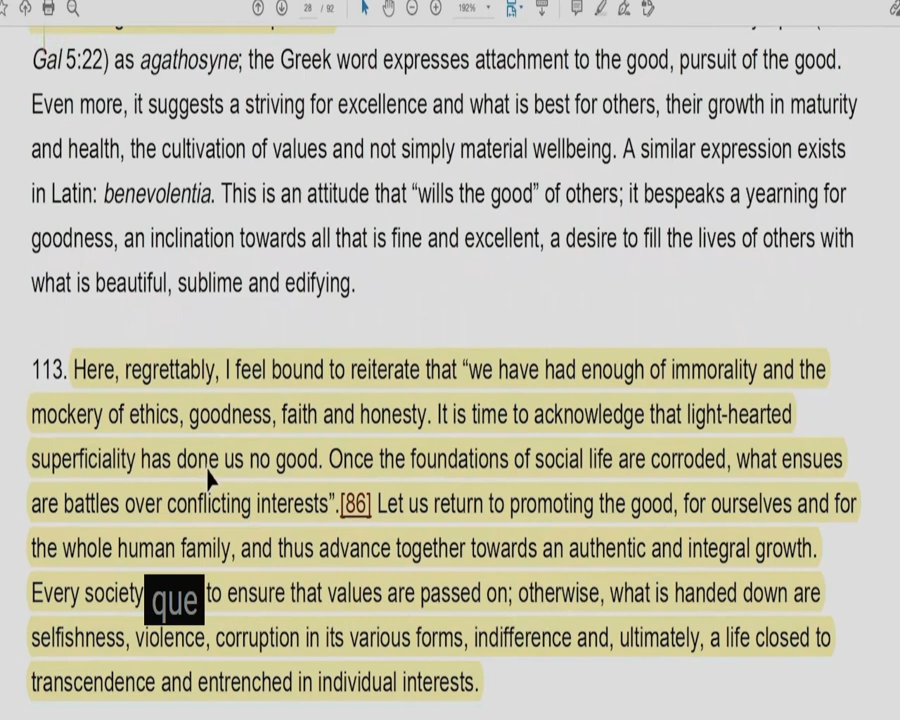 28 / 92
192%
Gal 5:22) as agathosyne; the Greek word expresses attachment to the good, pursuit of the good.
Even more, it suggests a striving for excellence and what is best for others, their growth in maturity
and health, the cultivation of values and not simply material wellbeing. A similar expression exists
in Latin: benevolentia. This is an attitude that “wills the good” of others; it bespeaks a yearning for
goodness, an inclination towards all that is fine and excellent, a desire to fill the lives of others with
what is beautiful, sublime and edifying.
113. Here, regrettably, I feel bound to reiterate that “we have had enough of immorality and the
mockery of ethics, goodness, faith and honesty. It is time to acknowledge that light-hearted
superficiality has done us no good. Once the foundations of social life are corroded, what ensues
are battles over conflicting interests”.[86] Let us return to promoting the good, for ourselves and for
the whole human family, and thus advance together towards an authentic and integral growth.
Every society que to ensure that values are passed on; otherwise, what is handed down are
selfishness, violence, corruption in its various forms, indifference and, ultimately, a life closed to
transcendence and entrenched in individual interests.